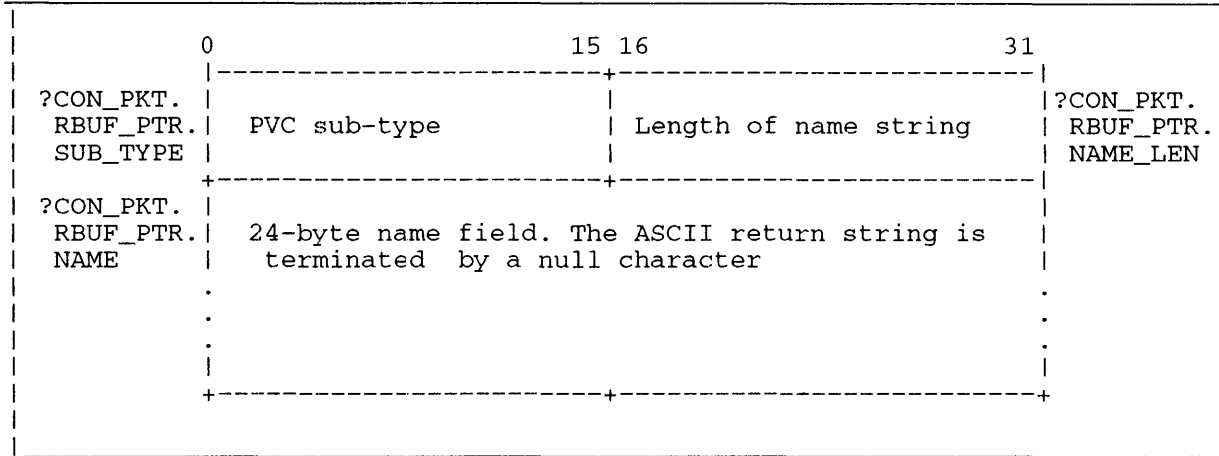 0 15 16 31
?CON_PKT. ?CON_PKT.
RBUF_PTR. PVC sub-type Length of name string RBUF_PTR.
SUB_TYPE NAME_LEN
?CON_PKT.
RBUF_PTR. 24-byte name field. The ASCII return string is
NAME terminated by a null character